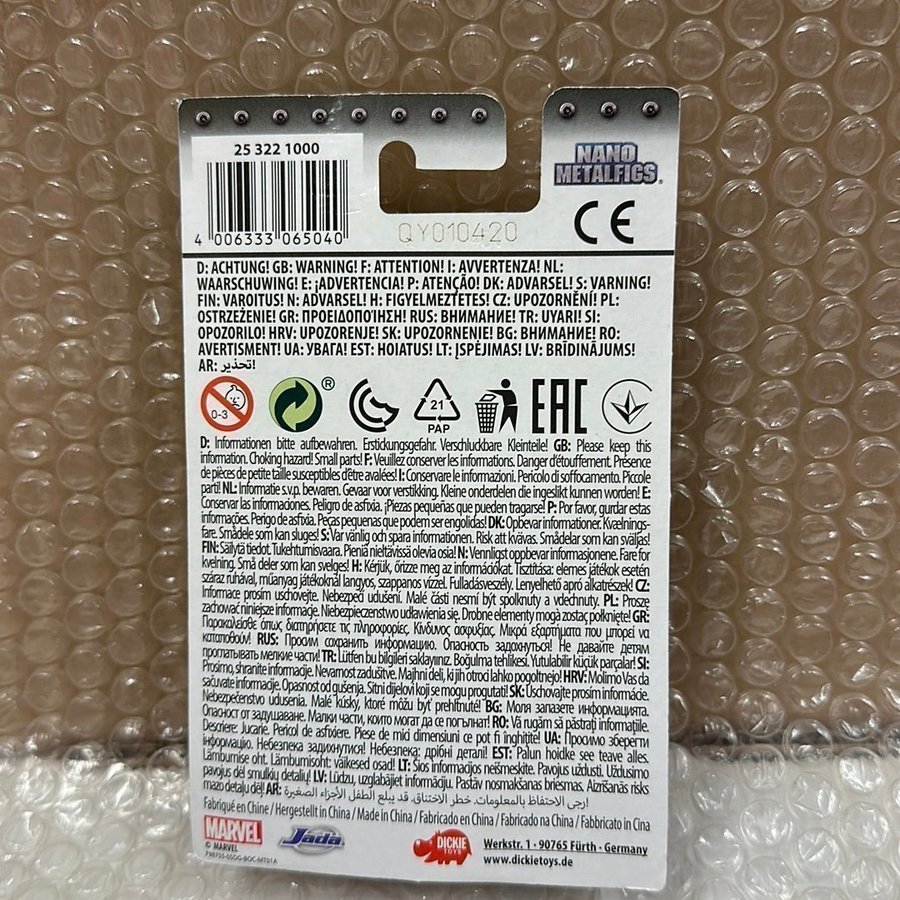 25 322 1000
NANO
METALFIGS®
4 006333 065040
QY010420
CE
D: ACHTUNG! GB: WARNING! F: ATTENTION! I: AVVERTENZA! NL:
WAARSCHUWING! E: ¡ADVERTENCIA! P: ATENÇÃO! DK: ADVARSEL! S: VARNING!
FIN: VAROITUS! N: ADVARSEL! H: FIGYELMEZTETES! CZ: UPOZORNĚNÍ! PL:
OSTRZEŻENIE! GR: ΠΡΟΕΙΔΟΠΟΊΗΣΗ! RUS: ВНИМАНИЕ! TR: UYARI! SI:
OPOZORILO! HRV: UPOZORENJE! SK: UPOZORNENIE! BG: ВНИМАНИЕ! RO:
AVERTISMENT! UA: УВАГА! EST: HOIATUS! LT: ĮSPĖJIMAS! LV: BRĪDINĀJUMS!
AR: تحذير!
0-3
®
21
PAP
EAC
D: Informationen bitte aufbewahren. Erstickungsgefahr. Verschluckbare Kleinteile! GB: Please keep this
information. Choking hazard! Small parts! F: Veuillez conserver les informations. Danger d'étouffement. Présence
de pièces de petite taille susceptibles d'être avalées! I: Conservare le informazioni. Pericolo di soffocamento. Piccole
parti! NL: Informatie s.v.p. bewaren. Gevaar voor verstikking. Kleine onderdelen die ingeslikt kunnen worden! E:
Conservar las informaciones. Peligro de asfixia. ¡Piezas pequeñas que pueden tragarse! P: Por favor, gurdar estas
informações. Perigo de asfixia. Peças pequenas que podem ser engolidas! DK: Opbevar informationer. Kvælnings-
fare. Smådele som kan sluges! S: Var vänlig och spara informationen. Risk att kvävas. Smådelar som kan sväljas!
FIN: Säilytä tiedot. Tukehtumisvaara. Pieniä nieltävissä olevia osia! N: Vennligst oppbevar informasjonene. Fare for
kvelning. Små deler som kan svelges! H: Kérjük, őrizze meg az információkat. Tisztítása: elemes játékok esetén
száraz ruhával, műanyag játékoknál langyos, szappanos vízzel. Fulladásveszély. Lenyelhető apró alkatrészek! CZ:
Informace prosím uschovejte. Nebezpečí udušení. Malé části nesmí být spolknuty a vdechnuty. PL: Proszę
zachować niniejsze informacje. Niebezpieczenstwo udławienia się. Drobne elementy mogą zostac połknięte! GR:
Παρακαλείσθε όπως διατηρήσετε τις πληροφορίες. Κίνδυνος ασφυξίας. Μικρά εξαρτήματα που μπορεί να
καταποθούν! RUS: Просим сохранить информацию. Опасность задохнуться! Не давайте детям
проглатывать мелкие части! TR: Lütfen bu bilgileri saklayınız. Boğulma tehlikesi. Yutulabilir küçük parçalar! SI:
Prosimo, shranite informacije. Nevarnost zadušitve. Majhni deli, ki jih otroci lahko pogoltnejo! HRV: Molimo Vas da
sačuvate informacije. Opasnost od gušenja. Sitni dijelovi koji se mogu progutati! SK: Uschovajte prosím informácie.
Nebezpečenstvo udusenia. Malé kúsky, ktoré môžu byť prehltnuté! BG: Моля запазете информацията.
Опасност от задушаване. Малки части, които могат да се погълнат! RO: Vă rugăm să păstrați informațiile.
Descriere: Jucarie. Pericol de asfixiere. Piese de mici dimensiuni ce pot fi înghițite! UA: Просимо зберегти
інформацію. Небезпека задихнутися! Небезпека: дрібні деталі! EST: Palun hoidke see teave alles.
Lämbumise oht. Lämbumisoht: väikesed osad! LT: Šios informacijos neišmeskite. Pavojus uždusti. Uždusimo
pavojus dėl smulkių detalių! LV: Lūdzu, uzglabājiet informāciju. Pastāv nosmakšanas briesmas. Aizrīšanās risks
mazo detaļu dēļ! AR: يرجى الاحتفاظ بالمعلومات. خطر الاختناق. قد يبلع الطفل الأجزاء الصغيرة!
Fabriqué en Chine / Hergestellt in China / Made in China / Fabricado en China / Fabricado na China / Fabbricato in Cina
MARVEL
© MARVEL
Jada
DICKIE
TOYS
Werkstr. 1 · 90765 Fürth · Germany
www.dickietoys.de